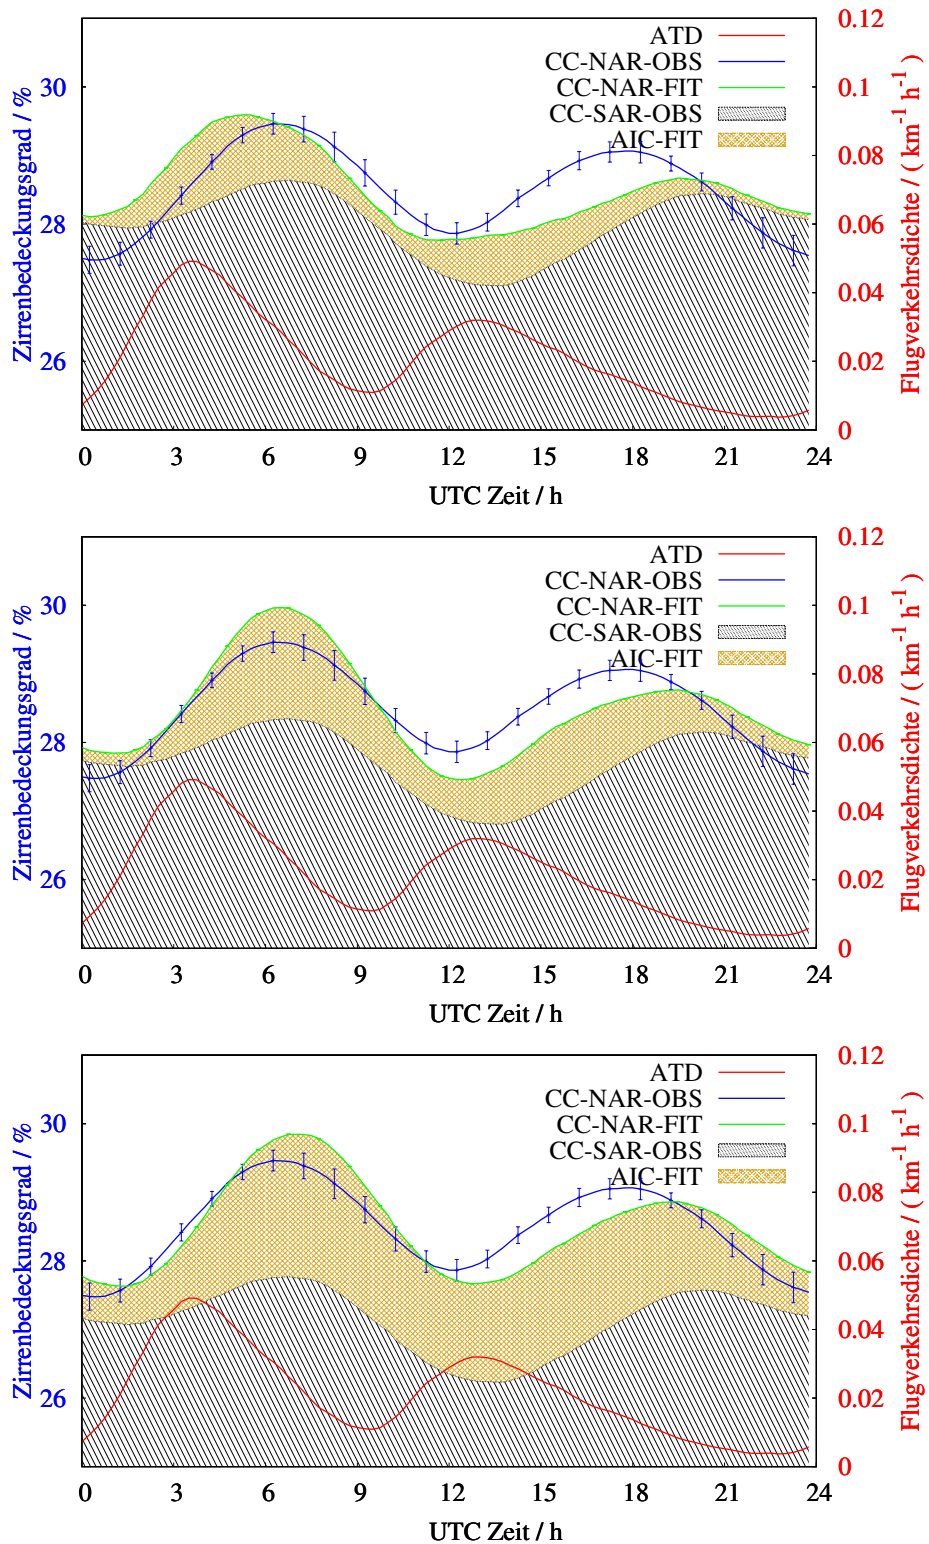 0.12
ATD
CC-NAR-OBS
30
0.1
CC-NAR-FIT
CC-SAR-OBS
AIC-FIT
0.08
28
0.06
0.04
26
0.02
0
Zirrenbedeckungsgrad / %
Flugverkehrsdichte / ( km-1 h-1 )
0 3 6 9 12 15 18 21 24
UTC Zeit / h
0.12
ATD
CC-NAR-OBS
30
0.1
CC-NAR-FIT
CC-SAR-OBS
AIC-FIT
0.08
28
0.06
0.04
26
0.02
0
Zirrenbedeckungsgrad / %
Flugverkehrsdichte / ( km-1 h-1 )
0 3 6 9 12 15 18 21 24
UTC Zeit / h
0.12
ATD
CC-NAR-OBS
30
0.1
CC-NAR-FIT
CC-SAR-OBS
AIC-FIT
0.08
28
0.06
0.04
26
0.02
0
Zirrenbedeckungsgrad / %
Flugverkehrsdichte / ( km-1 h-1 )
0 3 6 9 12 15 18 21 24
UTC Zeit / h